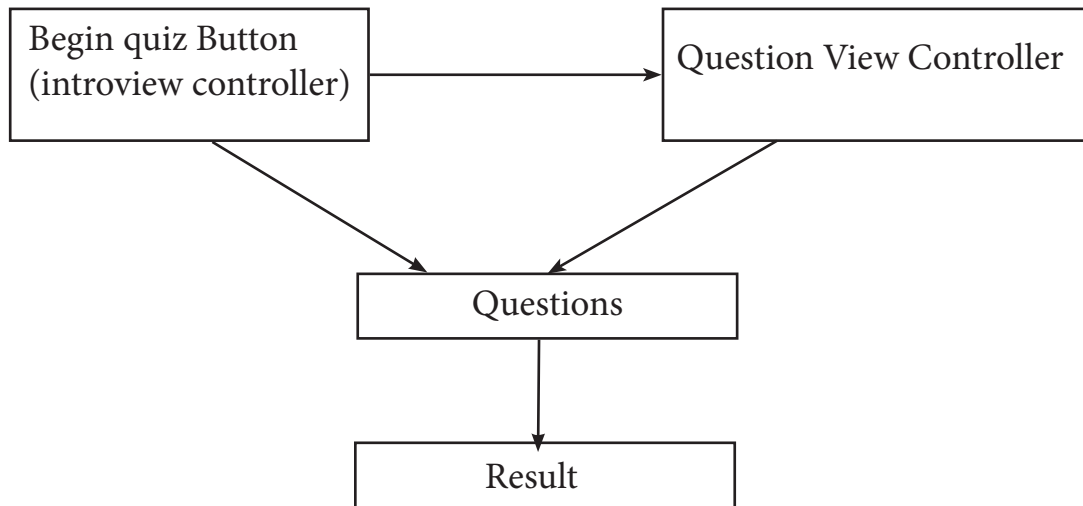 Begin quiz Button
(introview controller)
Question View Controller
Questions
Result